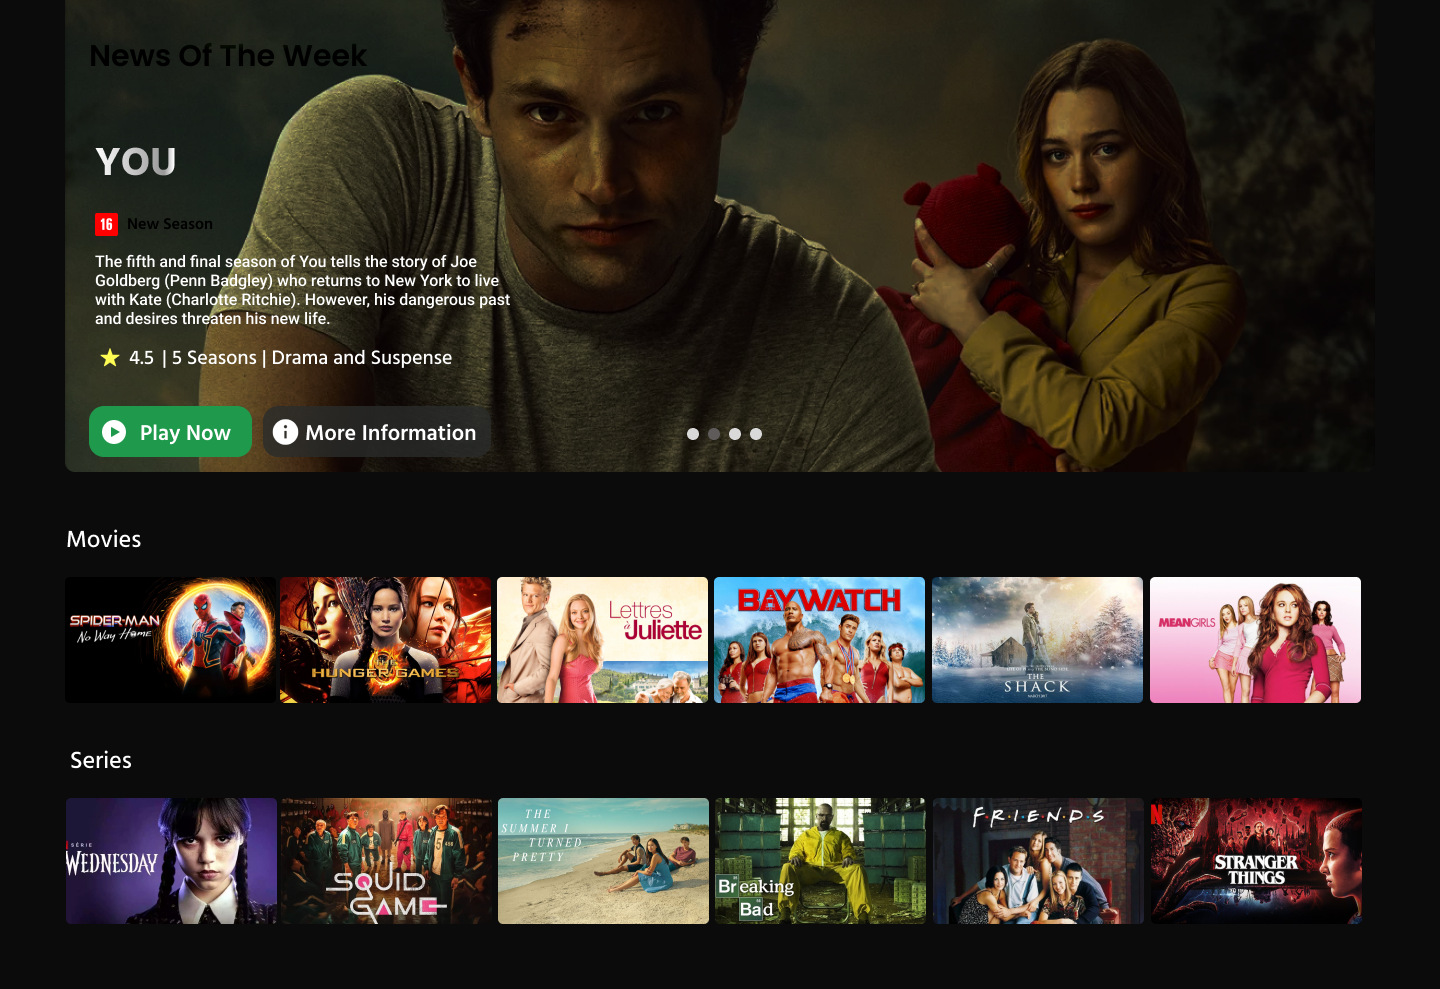 News Of The Week
YOU
16 New Season
The fifth and final season of You tells the story of Joe
Goldberg (Penn Badgley) who returns to New York to live
with Kate (Charlotte Ritchie). However, his dangerous past
and desires threaten his new life.
4.5 | 5 Seasons | Drama and Suspense
Play Now
More Information
Movies
SPIDER-MAN
No Way Home
THE
HUNGER GAMES
Lettres
à Juliette
BAYWATCH
THE
SHACK
MEAN GIRLS
Series
SÉRIE
WEDNESDAY
SQUID
GAME
THE
SUMMER I
TURNED
PRETTY
Breaking
Bad
F•R•I•E•N•D•S
N
STRANGER
THINGS